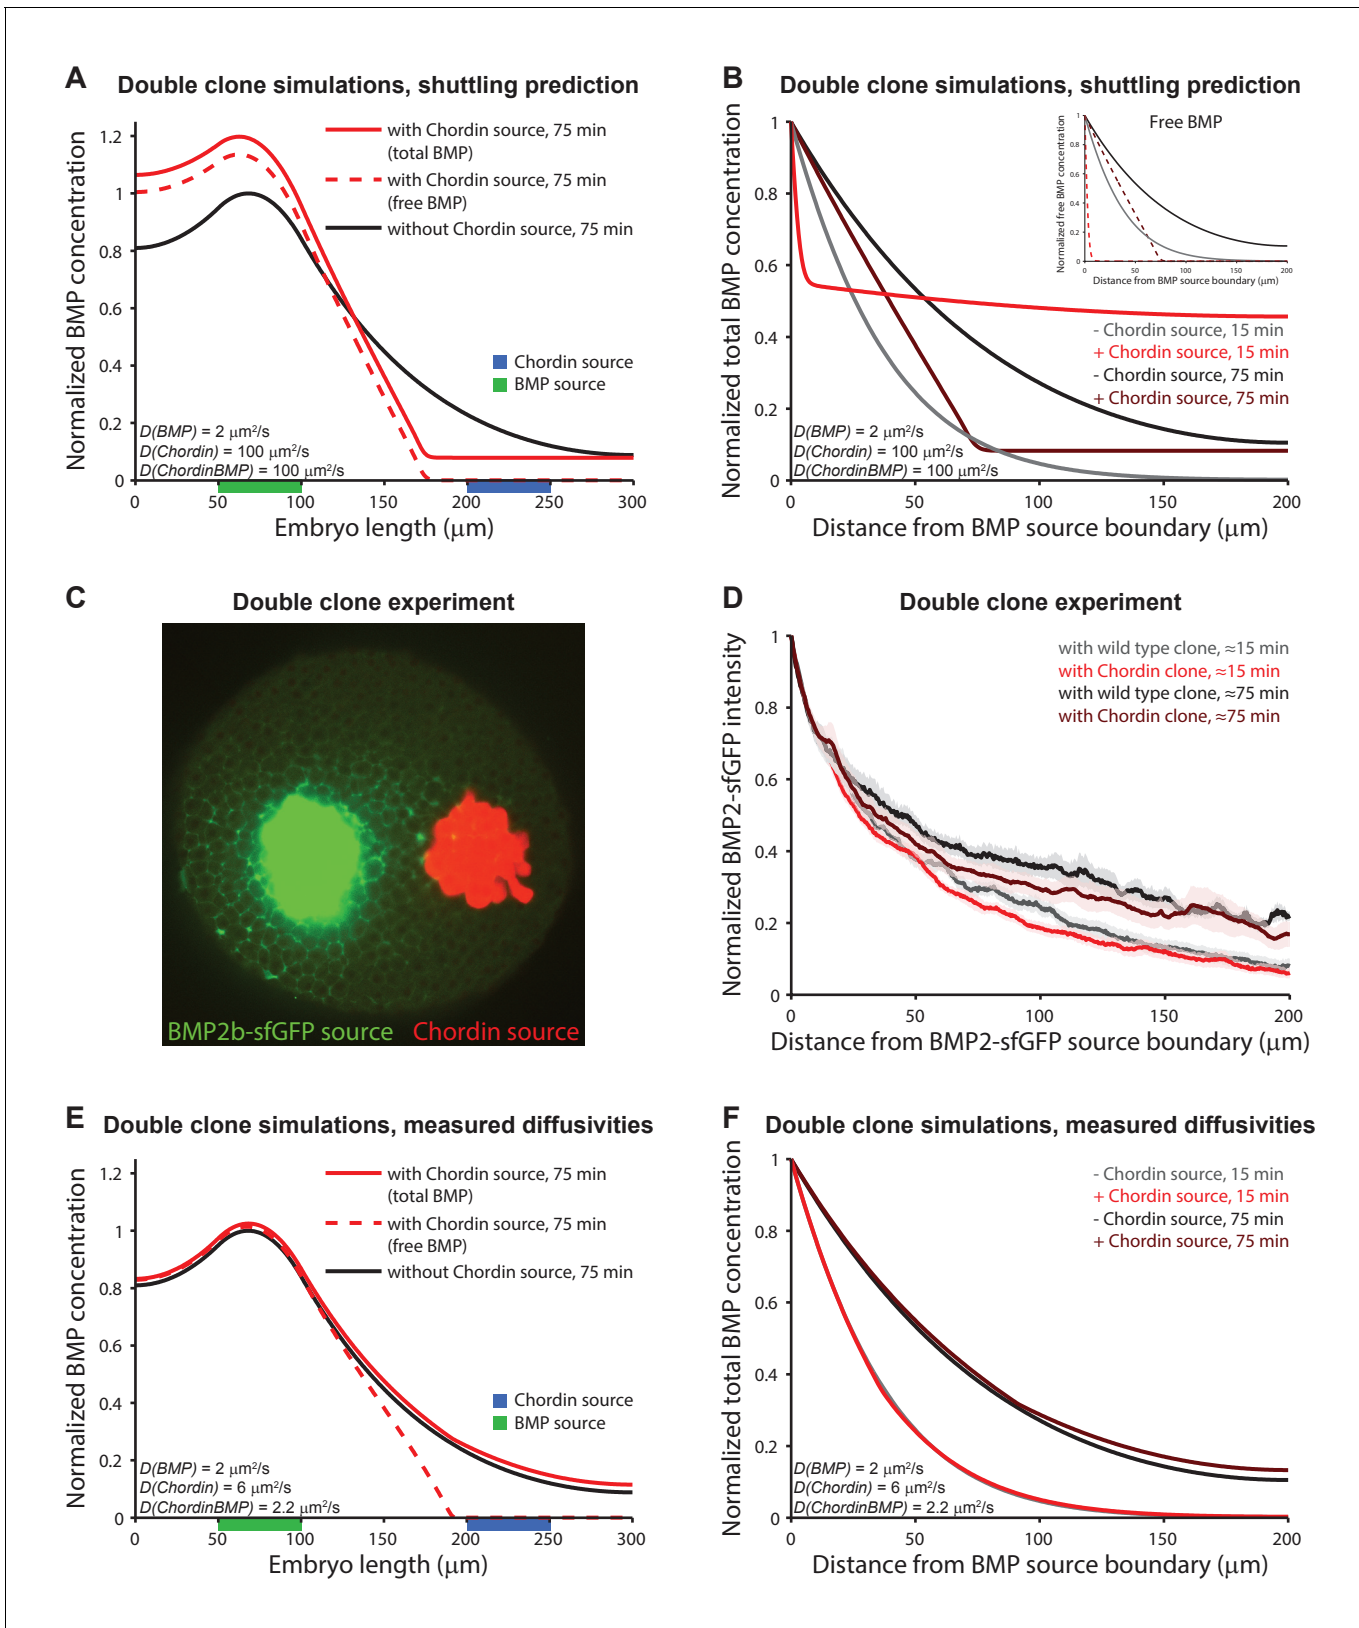 A Double clone simulations, shuttling prediction
Normalized BMP concentration
1.2
1
0.8
0.6
0.4
0.2
0
with Chordin source, 75 min
(total BMP)
with Chordin source, 75 min
(free BMP)
without Chordin source, 75 min
Chordin source
BMP source
D(BMP) = 2 μm²/s
D(Chordin) = 100 μm²/s
D(ChordinBMP) = 100 μm²/s
0 50 100 150 200 250 300
Embryo length (μm)
B Double clone simulations, shuttling prediction
Normalized total BMP concentration
1
0.8
0.6
0.4
0.2
0
Free BMP
Normalized free BMP concentration
1
0.8
0.6
0.4
0.2
0
0 50 100 150 200
Distance from BMP source boundary (μm)
- Chordin source, 15 min
+ Chordin source, 15 min
- Chordin source, 75 min
+ Chordin source, 75 min
D(BMP) = 2 μm²/s
D(Chordin) = 100 μm²/s
D(ChordinBMP) = 100 μm²/s
0 50 100 150 200
Distance from BMP source boundary (μm)
C Double clone experiment
BMP2b-sfGFP source Chordin source
D Double clone experiment
Normalized BMP2-sfGFP intensity
1
0.8
0.6
0.4
0.2
0
with wild type clone, ≈15 min
with Chordin clone, ≈15 min
with wild type clone, ≈75 min
with Chordin clone, ≈75 min
0 50 100 150 200
Distance from BMP2-sfGFP source boundary (μm)
E Double clone simulations, measured diffusivities
Normalized BMP concentration
1.2
1
0.8
0.6
0.4
0.2
0
with Chordin source, 75 min
(total BMP)
with Chordin source, 75 min
(free BMP)
without Chordin source, 75 min
Chordin source
BMP source
D(BMP) = 2 μm²/s
D(Chordin) = 6 μm²/s
D(ChordinBMP) = 2.2 μm²/s
0 50 100 150 200 250 300
Embryo length (μm)
F Double clone simulations, measured diffusivities
Normalized total BMP concentration
1
0.8
0.6
0.4
0.2
0
- Chordin source, 15 min
+ Chordin source, 15 min
- Chordin source, 75 min
+ Chordin source, 75 min
D(BMP) = 2 μm²/s
D(Chordin) = 6 μm²/s
D(ChordinBMP) = 2.2 μm²/s
0 50 100 150 200
Distance from BMP source boundary (μm)